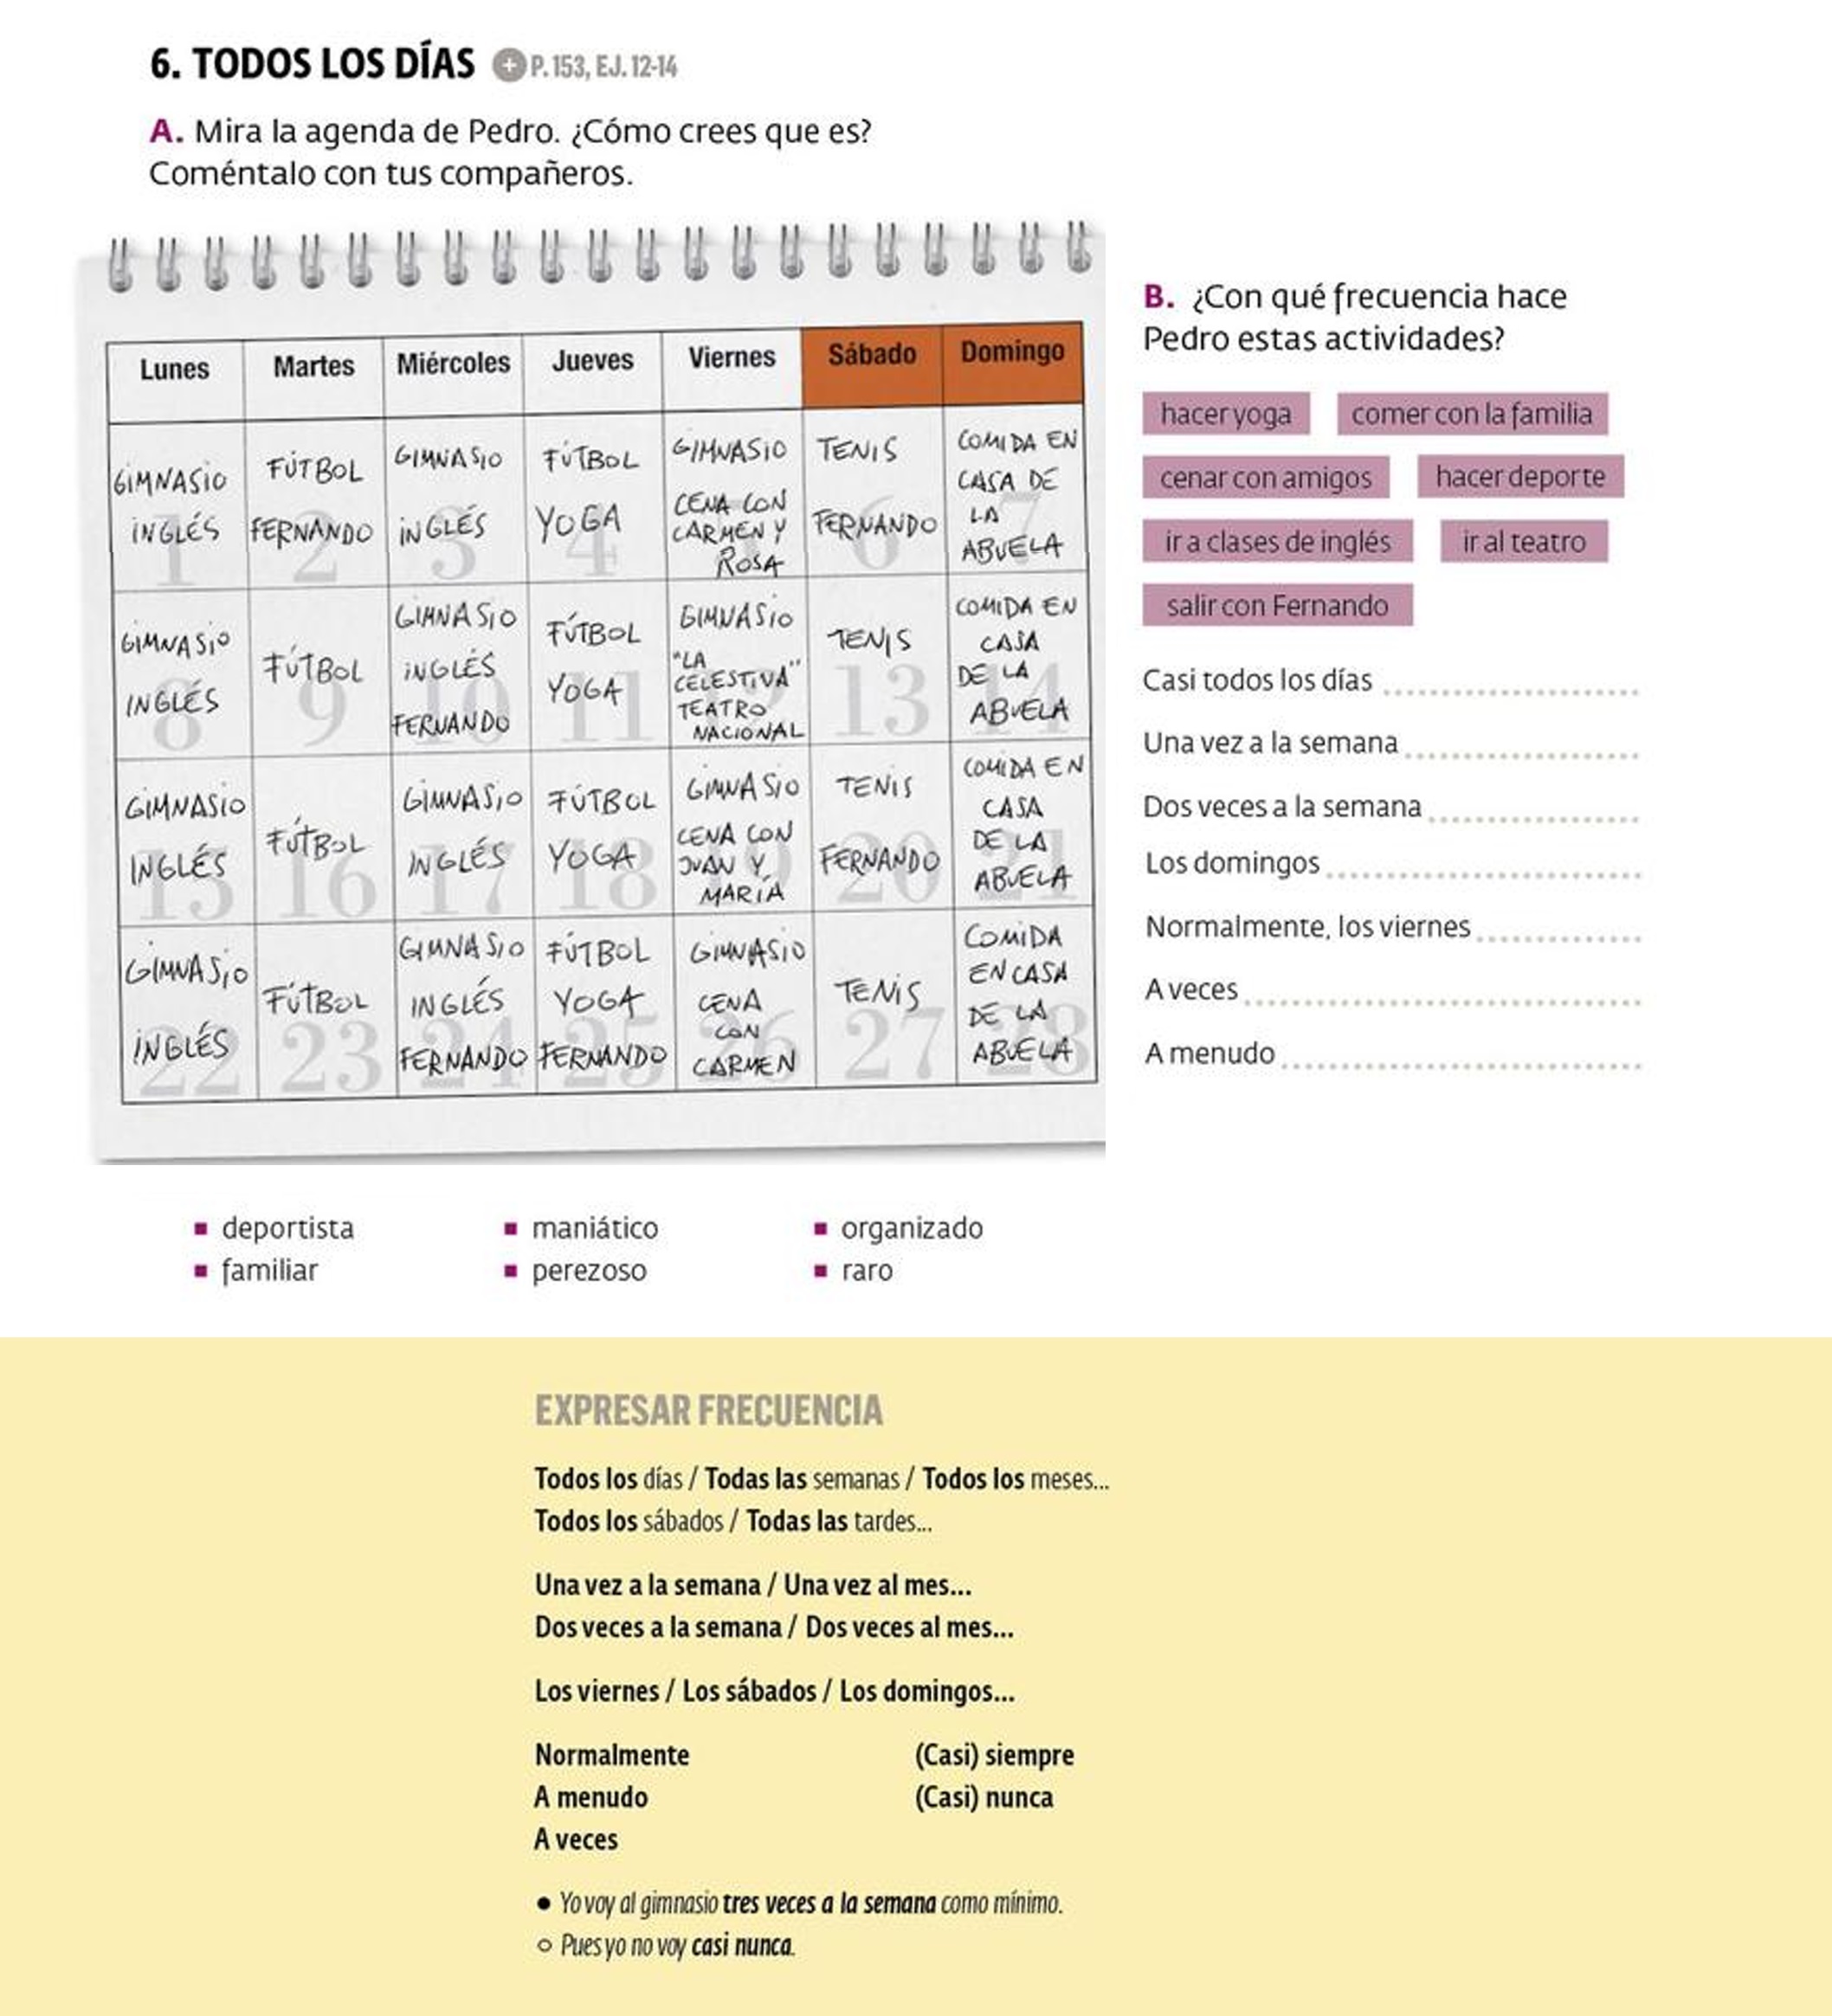 6. TODOS LOS DÍAS + P. 153, EJ. 12-14
A. Mira la agenda de Pedro. ¿Cómo crees que es?
Coméntalo con tus compañeros.
Lunes Martes Miércoles Jueves Viernes Sábado Domingo
GIMNASIO
INGLÉS
1
FÚTBOL
FERNANDO
2
GIMNASIO
INGLÉS
3
FÚTBOL
YOGA
4
GIMNASIO
CENA CON
CARMEN Y
ROSA
5
TENIS
FERNANDO
6
COMIDA EN
CASA DE
LA
ABUELA
7
GIMNASIO
INGLÉS
8
FÚTBOL
9
GIMNASIO
INGLÉS
FERNANDO
10
FÚTBOL
YOGA
11
GIMNASIO
"LA
CELESTINA"
TEATRO
NACIONAL
12
TENIS
13
COMIDA EN
CASA
DE LA
ABUELA
14
GIMNASIO
INGLÉS
15
FÚTBOL
16
GIMNASIO
INGLÉS
17
FÚTBOL
YOGA
18
GIMNASIO
CENA CON
JUAN Y
MARÍA
19
TENIS
FERNANDO
20
COMIDA EN
CASA
DE LA
ABUELA
21
GIMNASIO
INGLÉS
22
FÚTBOL
23
GIMNASIO
INGLÉS
FERNANDO
24
FÚTBOL
YOGA
FERNANDO
25
GIMNASIO
CENA
CON
CARMEN
26
TENIS
27
COMIDA
EN CASA
DE LA
ABUELA
28
B. ¿Con qué frecuencia hace
Pedro estas actividades?
hacer yoga comer con la familia
cenar con amigos hacer deporte
ir a clases de inglés ir al teatro
salir con Fernando
Casi todos los días
Una vez a la semana
Dos veces a la semana
Los domingos
Normalmente, los viernes
A veces
A menudo
deportista maniático organizado
familiar perezoso raro
EXPRESAR FRECUENCIA
Todos los días / Todas las semanas / Todos los meses...
Todos los sábados / Todas las tardes...
Una vez a la semana / Una vez al mes...
Dos veces a la semana / Dos veces al mes...
Los viernes / Los sábados / Los domingos...
Normalmente (Casi) siempre
A menudo (Casi) nunca
A veces
● Yo voy al gimnasio tres veces a la semana como mínimo.
○ Pues yo no voy casi nunca.